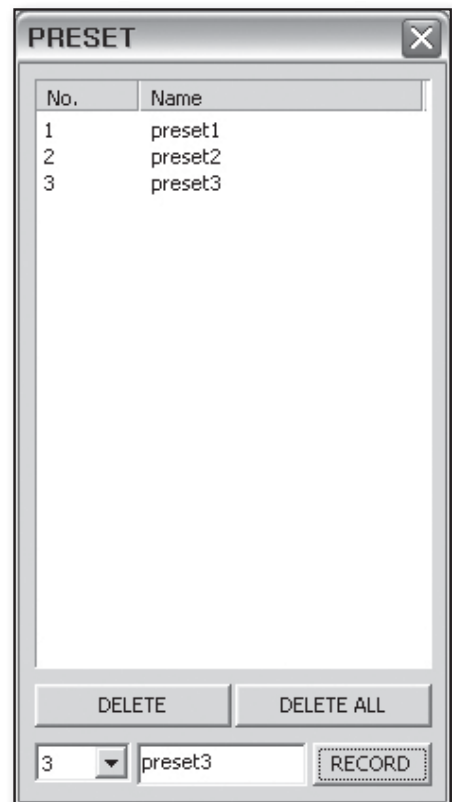 PRESET
No. Name
1 preset1
2 preset2
3 preset3
DELETE DELETE ALL
3 preset3 RECORD